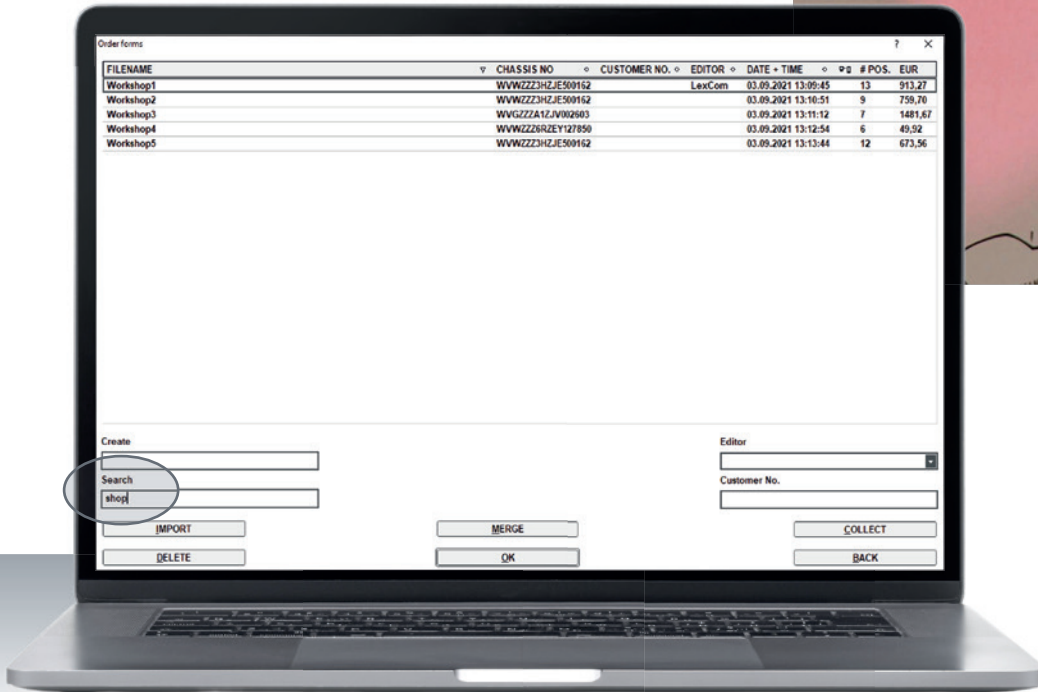 Order forms ? ×
FILENAME CHASSIS NO CUSTOMER NO. EDITOR DATE + TIME # POS. EUR
Workshop1 WVWZZZ3HZJE500162 LexCom 03.09.2021 13:09:45 13 913,27
Workshop2 WVWZZZ3HZJE500162 03.09.2021 13:10:51 9 759,70
Workshop3 WVGZZZA1ZJV002603 03.09.2021 13:11:12 7 1481,67
Workshop4 WVWZZZ6RZEY127850 03.09.2021 13:12:54 6 49,92
Workshop5 WVWZZZ3HZJE500162 03.09.2021 13:13:44 12 673,56
Create Editor
Search Customer No.
shop
IMPORT MERGE COLLECT
DELETE OK BACK